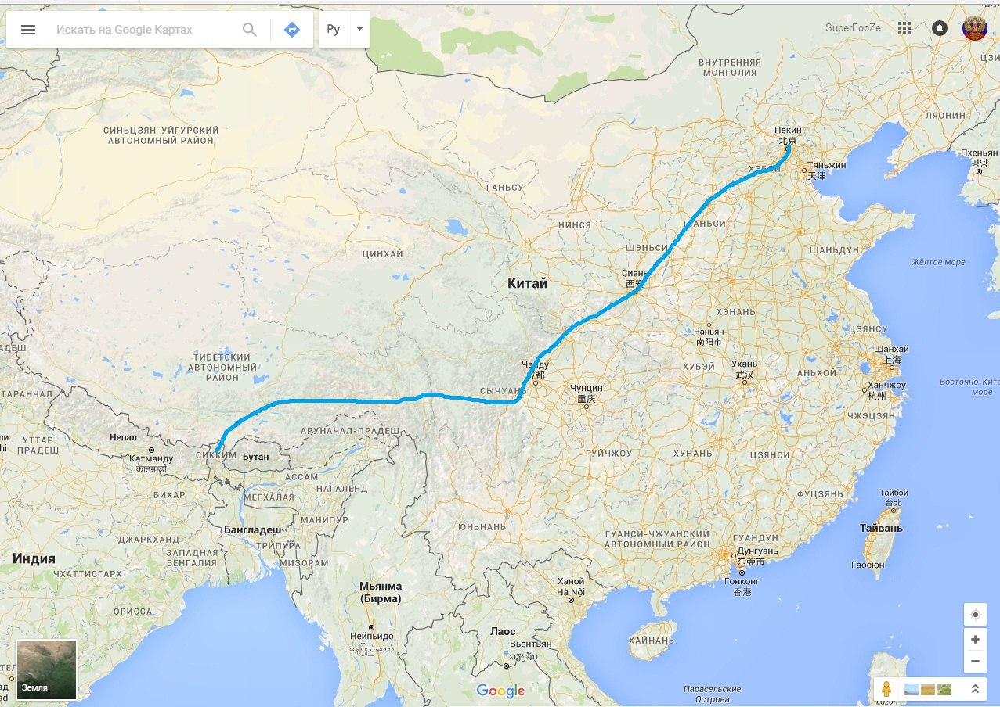 Искать на Google Картах
Ру
SuperFooZe
ВНУТРЕННЯЯ
МОНГОЛИЯ
СИНЬЦЗЯН-УЙГУРСКИЙ
АВТОНОМНЫЙ РАЙОН
ЛЯОНИН
Пекин
北京
Пхеньян
평양
ХЭБЭЙ
Тяньжин
天津
ГАНЬСУ
НИНСЯ
ШАНЬСИ
ЦИНХАЙ
ШЭНЬСИ
ШАНЬДУН
Жёлтое море
Сиань
西安
Китай
ХЭНАНЬ
Наньян
南阳市
ЦЗЯНСУ
Шанхай
上海
ТИБЕТСКИЙ
АВТОНОМНЫЙ
РАЙОН
Чэнду
成都
ХУБЭЙ
Ухань
武汉
АНЬХОЙ
СЫЧУАНЬ
Чунцин
重庆
Ханчжоу
杭州
Восточно-Кита
море
ТАРАНЧАЛ
ЧЖЭЦЗЯН
АРУНАЧАЛ-ПРАДЕШ
Непал
УТТАР
ПРАДЕШ
Катманду
काठमाडौं
СИККИМ
Бутан
ГУЙЧЖОУ
ХУНАНЬ
ЦЗЯНСИ
АССАМ
НАГАЛЕНД
БИХАР
МЕГХАЛАЯ
ФУЦЗЯНЬ
Тайбэй
台北
МАНИПУР
Бангладеш
ЮНЬНАНЬ
Тайвань
ДЖАРКХАНД
ТРИПУРА
ГУАНСИ-ЧЖУАНСКИЙ
АВТОНОМНЫЙ РАЙОН
ГУАНДУН
ЗАПАДНАЯ
БЕНГАЛИЯ
МИЗОРАМ
Дунгуань
东莞市
Гаосюн
Индия
ЧХАТТИСГАРХ
Гонконг
香港
Мьянма
(Бирма)
Ханой
Hà Nội
ОРИССА
Лаос
Нейпьидо
နေပြည်တော်
Вьентьян
ວຽງຈັນ
ХАЙНАНЬ
Земля
Google
Парасельские
Острова
Luzon